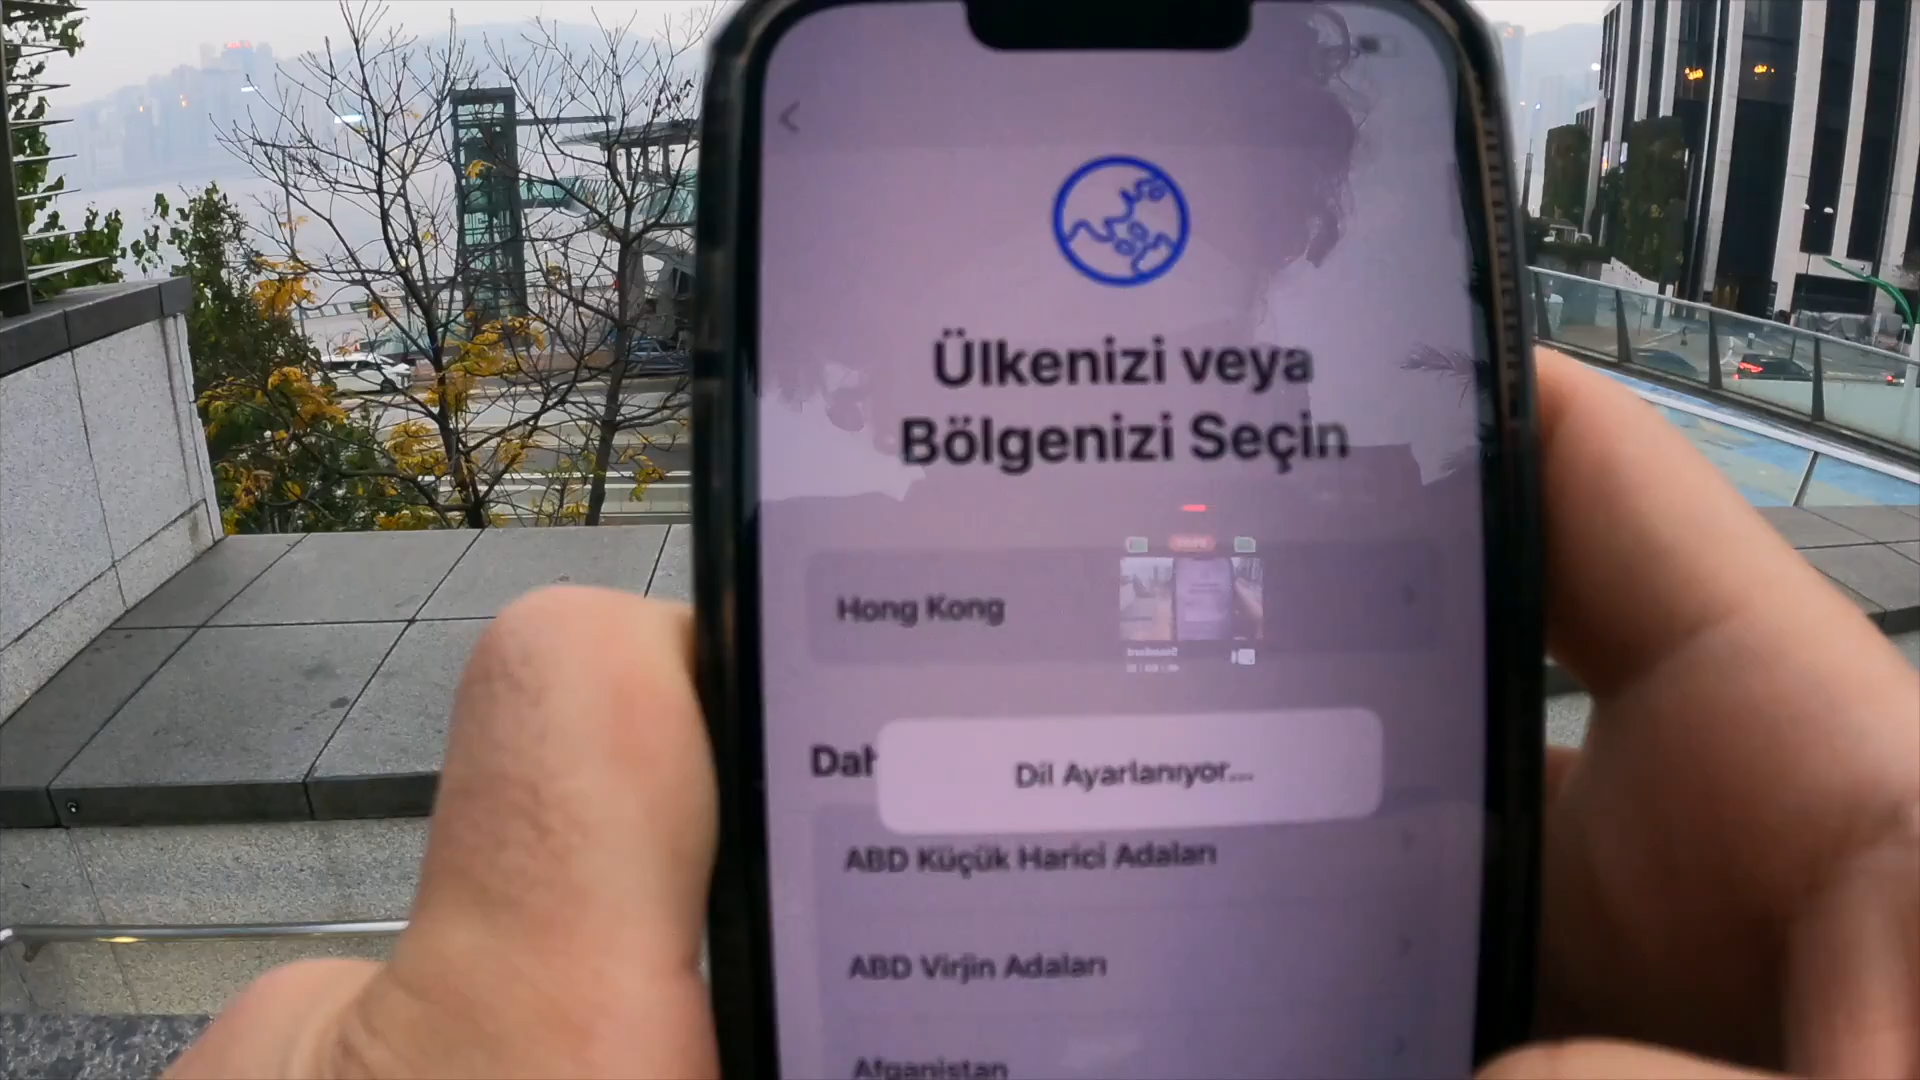 Ülkenizi veya
Bölgenizi Seçin
Hong Kong
Dah
Dil Ayarlanıyor...
ABD Küçük Harici Adaları
ABD Virjin Adaları
Afganistan